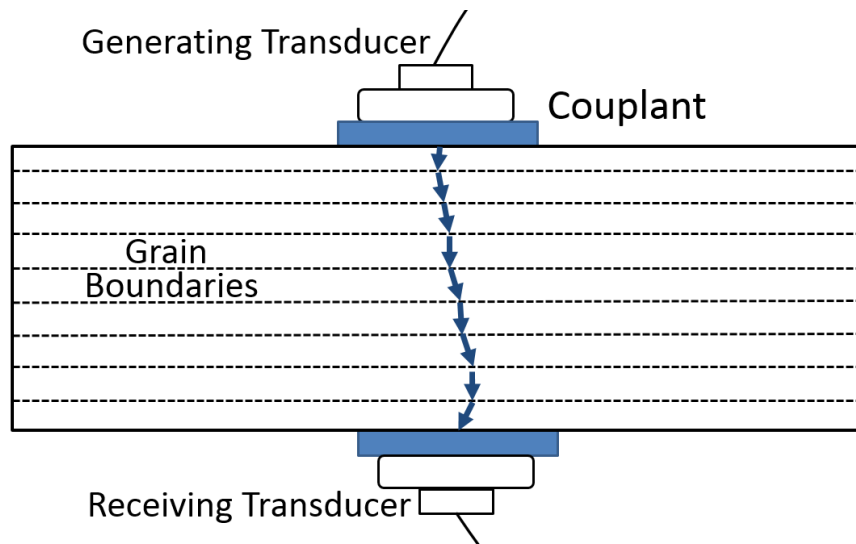 Generating Transducer
Couplant
Grain
Boundaries
Receiving Transducer